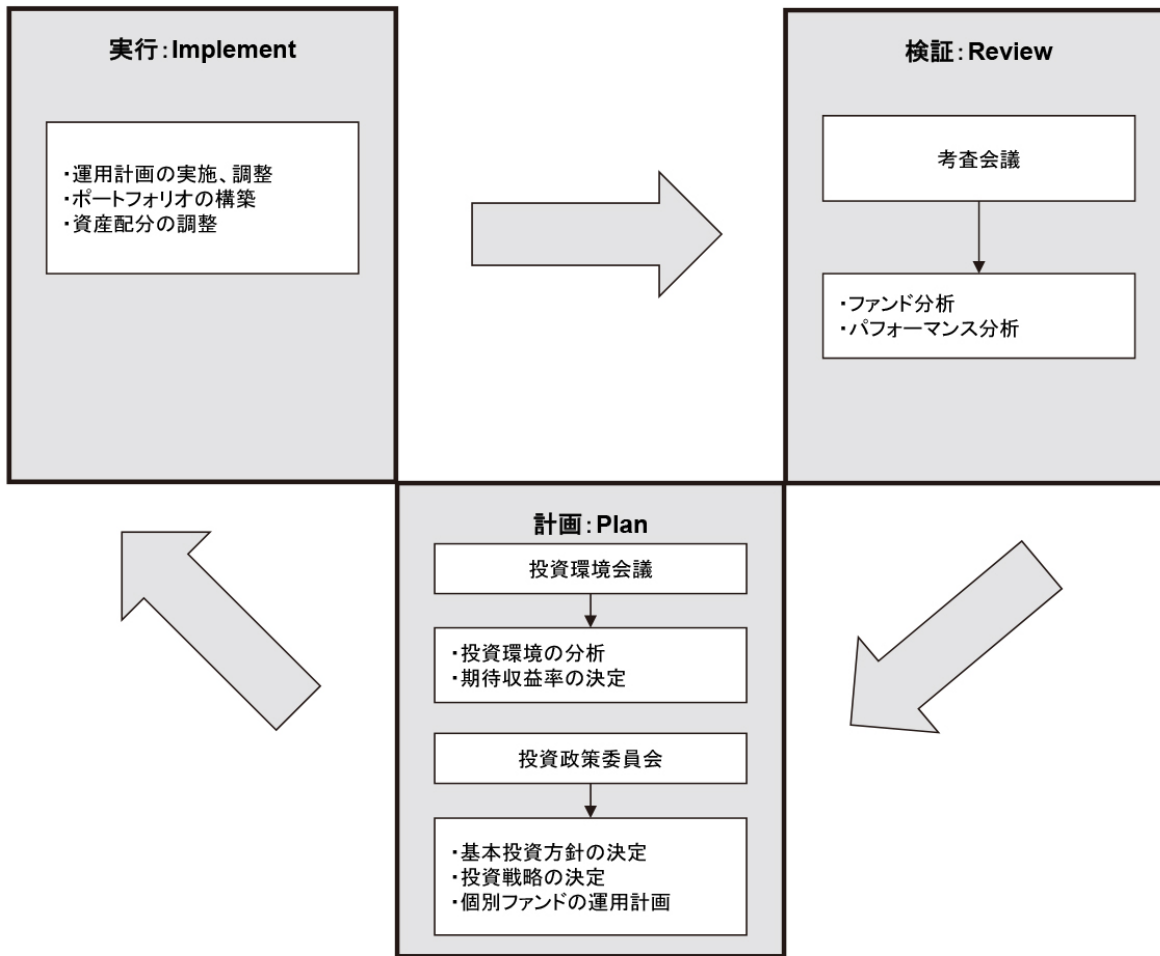 実行：Implement
・運用計画の実施、調整
・ポートフォリオの構築
・資産配分の調整
検証：Review
考査会議
・ファンド分析
・パフォーマンス分析
計画：Plan
投資環境会議
・投資環境の分析
・期待収益率の決定
投資政策委員会
・基本投資方針の決定
・投資戦略の決定
・個別ファンドの運用計画